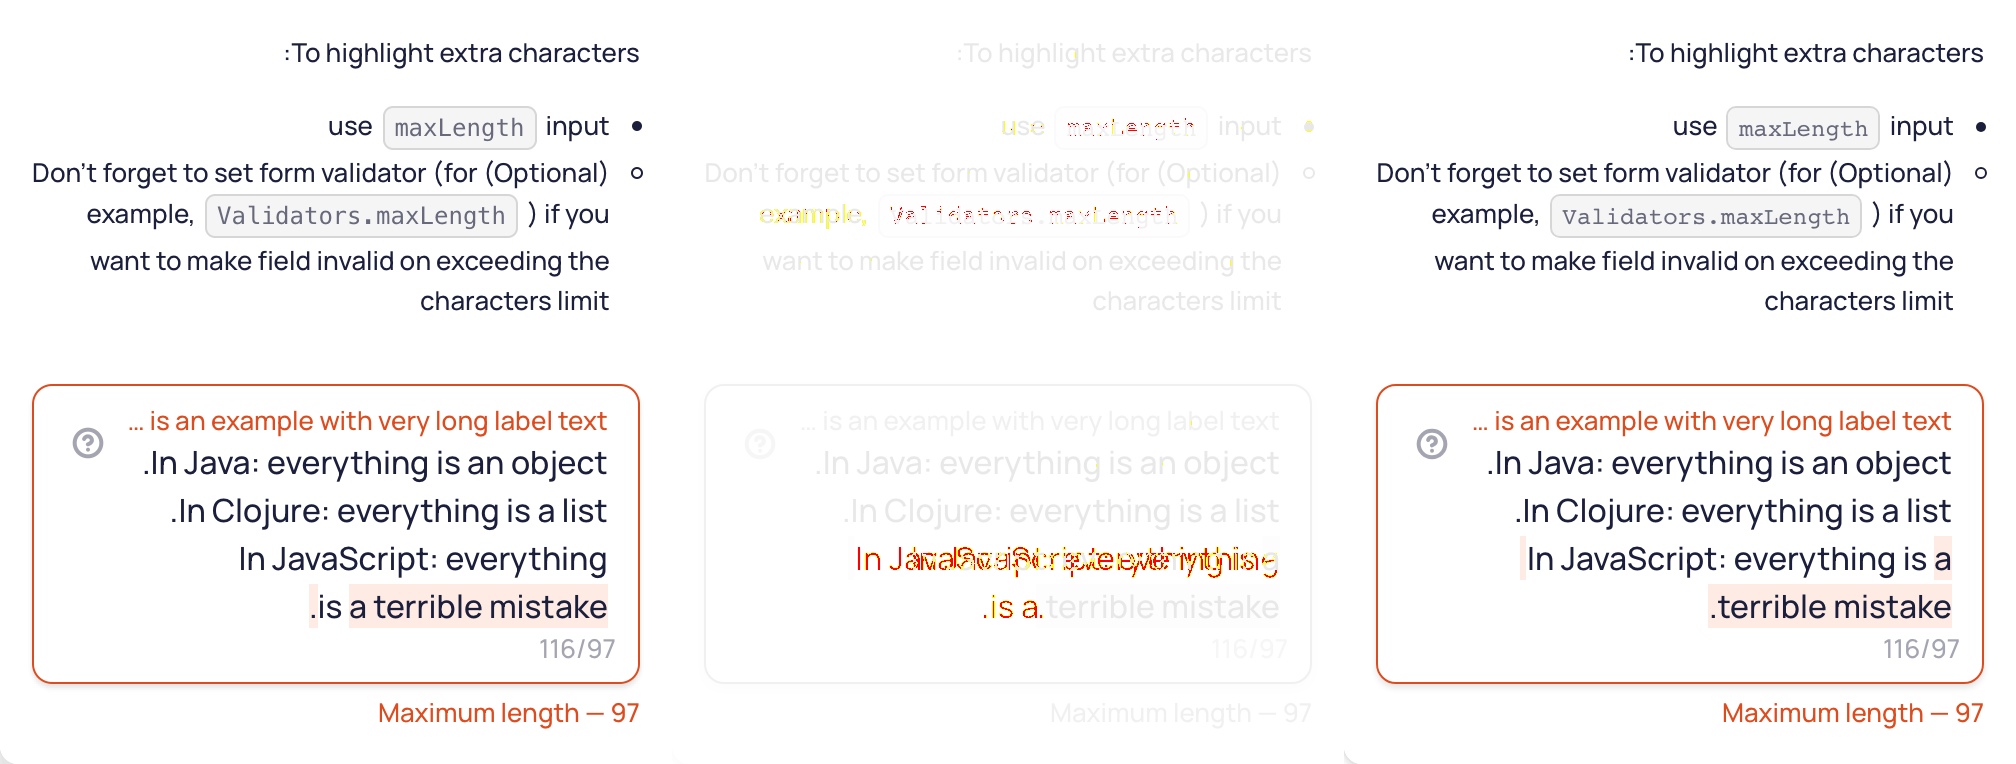 :To highlight extra characters
use maxLength input
Don't forget to set form validator (for (Optional)
example, Validators.maxLength ) if you
want to make field invalid on exceeding the
characters limit
... is an example with very long label text
.In Java: everything is an object
.In Clojure: everything is a list
In JavaScript: everything
.is a terrible mistake
116/97
Maximum length — 97
:To highlight extra characters
use maxLength input
Don't forget to set form validator (for (Optional)
example, Validators.maxLength ) if you
want to make field invalid on exceeding the
characters limit
... is an example with very long label text
.In Java: everything is an object
.In Clojure: everything is a list
In
.is a.terrible mistake
116/97
Maximum length — 97
:To highlight extra characters
use maxLength input
Don't forget to set form validator (for (Optional)
example, Validators.maxLength ) if you
want to make field invalid on exceeding the
characters limit
... is an example with very long label text
.In Java: everything is an object
.In Clojure: everything is a list
In JavaScript: everything is a
.terrible mistake
116/97
Maximum length — 97